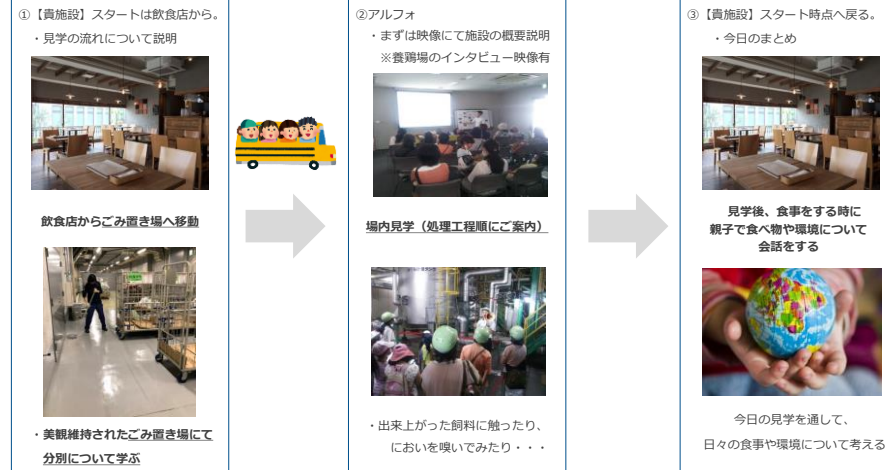 ①【貴施設】スタートは飲食店から。
・見学の流れについて説明
飲食店からごみ置き場へ移動
・美観維持されたごみ置き場にて
分別について学ぶ
②アルフォ
・まずは映像にて施設の概要説明
※養鶏場のインタビュー映像有
場内見学（処理工程順にご案内）
・出来上がった飼料に触ったり、
においを嗅いでみたり・・・
③【貴施設】スタート時点へ戻る。
・今日のまとめ
見学後、食事をする時に
親子で食べ物や環境について
会話をする
今日の見学を通して、
日々の食事や環境について考える